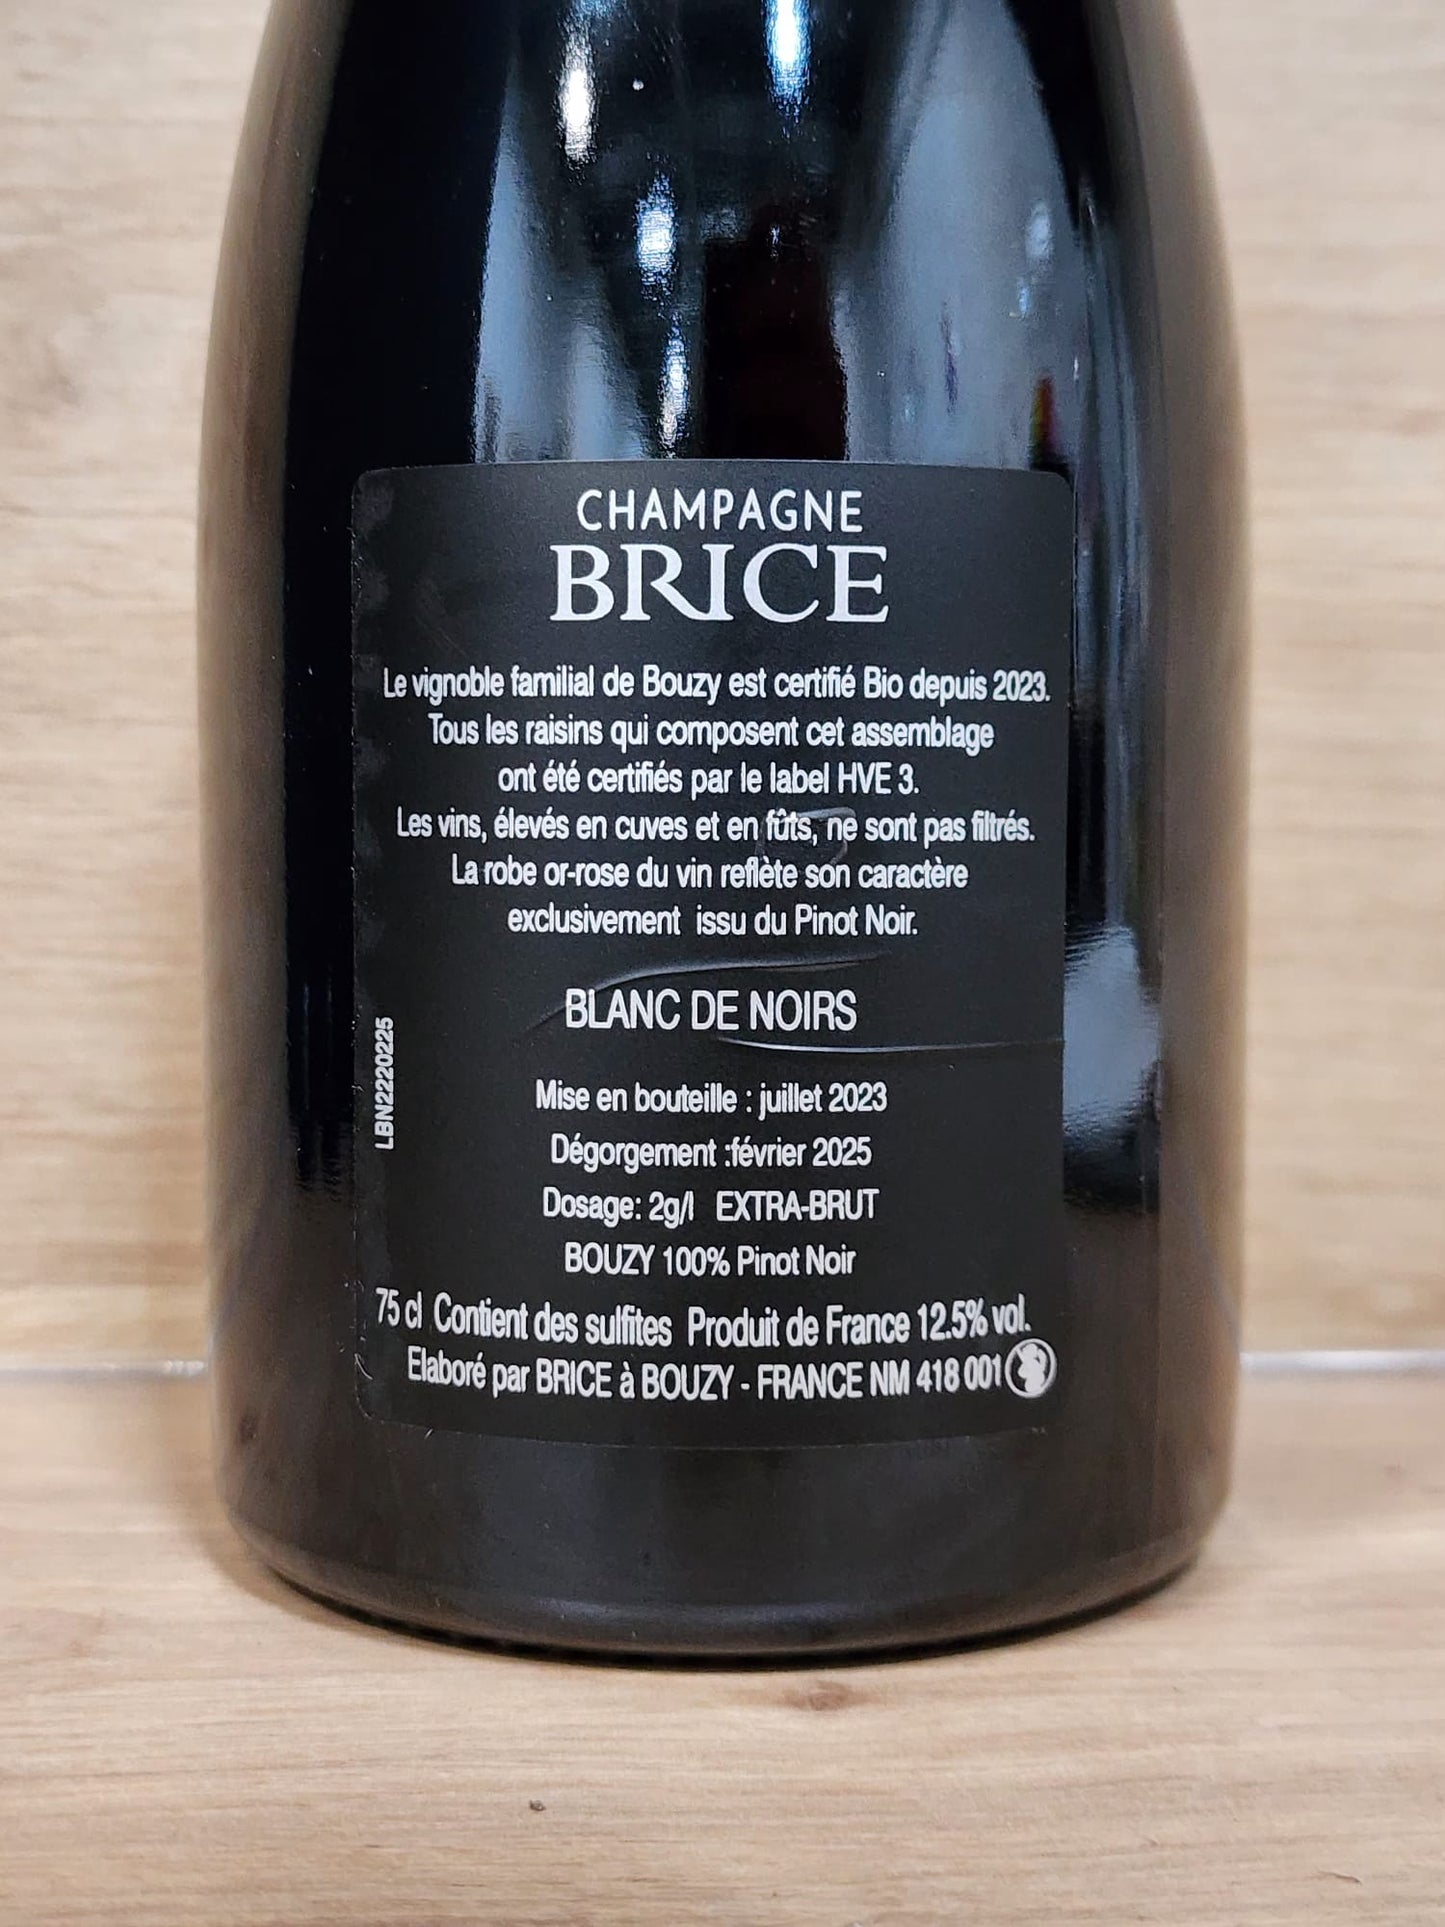 CHAMPAGNE
BRICE
Le vignoble familial de Bouzy est certifié Bio depuis 2023.
Tous les raisins qui composent cet assemblage
ont été certifiés par le label HVE 3.
Les vins, élevés en cuves et en fûts, ne sont pas filtrés.
La robe or-rose du vin reflète son caractère
exclusivement issu du Pinot Noir.
BLANC DE NOIRS
LBN2220225
Mise en bouteille : juillet 2023
Dégorgement :février 2025
Dosage: 2g/l EXTRA-BRUT
BOUZY 100% Pinot Noir
75 cl Contient des sulfites Produit de France 12.5% vol.
Elaboré par BRICE à BOUZY - FRANCE NM 418 001